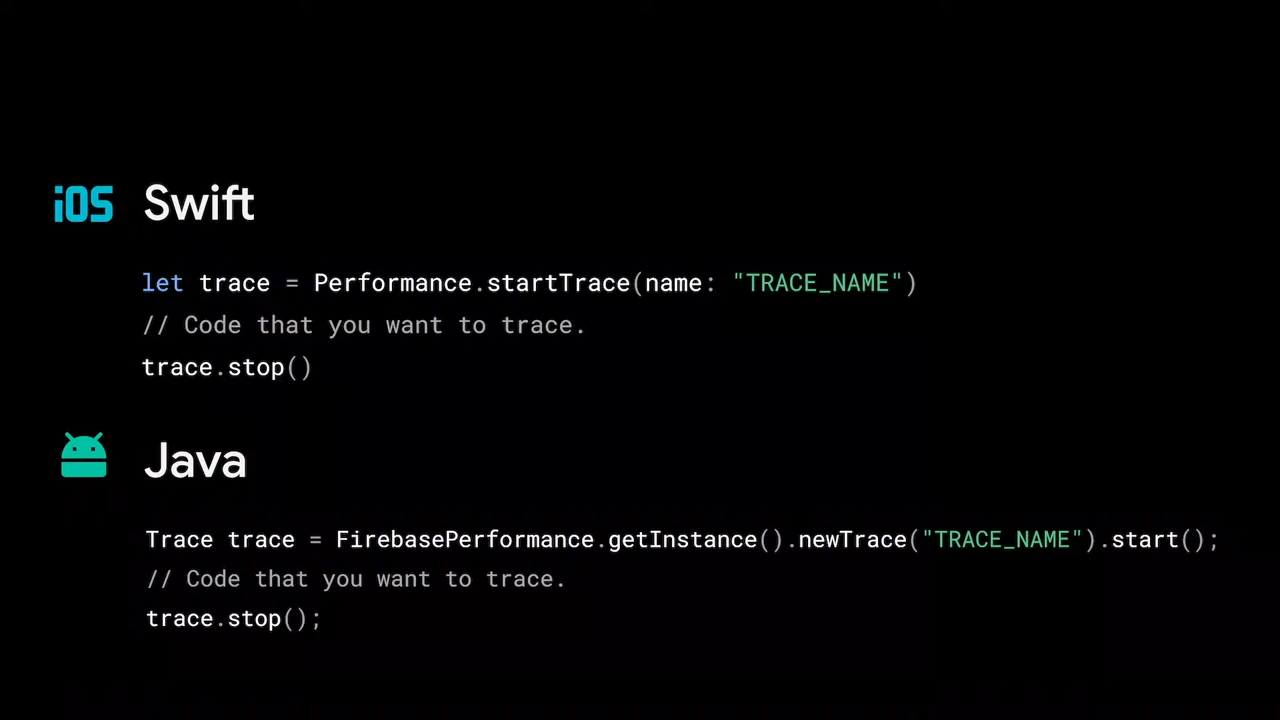 iOS Swift
let trace = Performance.startTrace(name: "TRACE_NAME")
// Code that you want to trace.
trace.stop()
Java
Trace trace = FirebasePerformance.getInstance().newTrace("TRACE_NAME").start();
// Code that you want to trace.
trace.stop();